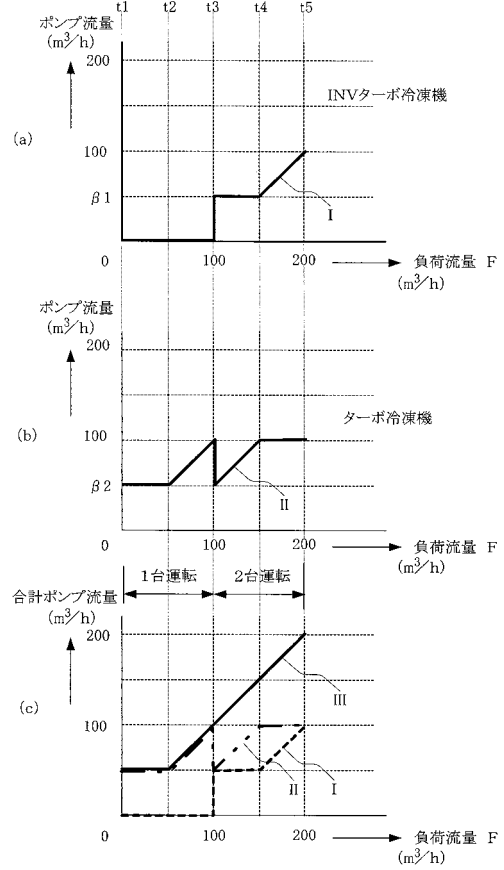 t1 t2 t3 t4 t5
ポンプ流量
(m³/h)
200
INVターボ冷凍機
(a)
100
β1
I
0 100 200 負荷流量 F
(m³/h)
ポンプ流量
(m³/h)
200
ターボ冷凍機
(b)
100
β2
II
0 100 200 負荷流量 F
(m³/h)
1台運転 2台運転
合計ポンプ流量
(m³/h)
200
III
(c)
100
II I
0 100 200 負荷流量 F
(m³/h)